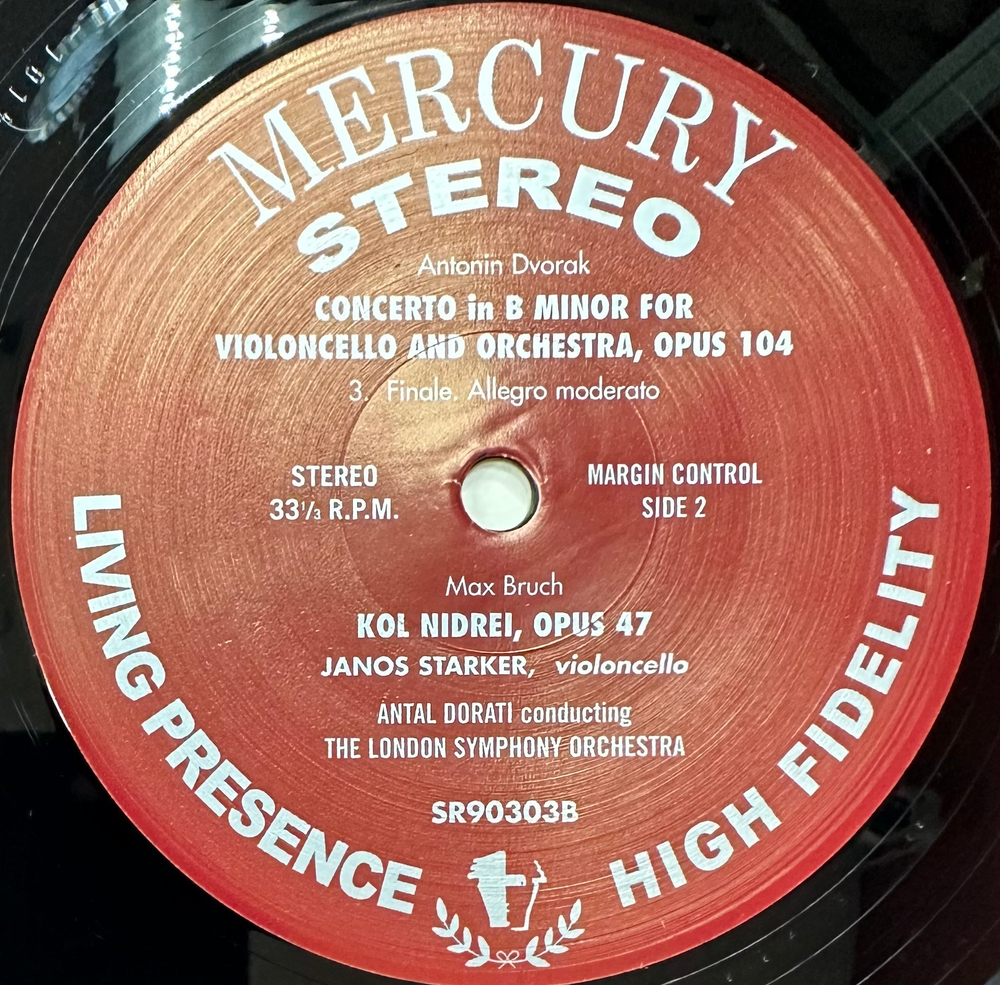 MERCURY
STEREO
Antonin Dvorak
CONCERTO in B MINOR FOR
VIOLONCELLO AND ORCHESTRA, OPUS 104
3. Finale. Allegro moderato
STEREO
33⅓ R.P.M.
MARGIN CONTROL
SIDE 2
Max Bruch
KOL NIDREI, OPUS 47
JANOS STARKER, violoncello
ANTAL DORATI conducting
THE LONDON SYMPHONY ORCHESTRA
SR90303B
LIVING PRESENCE
HIGH FIDELITY